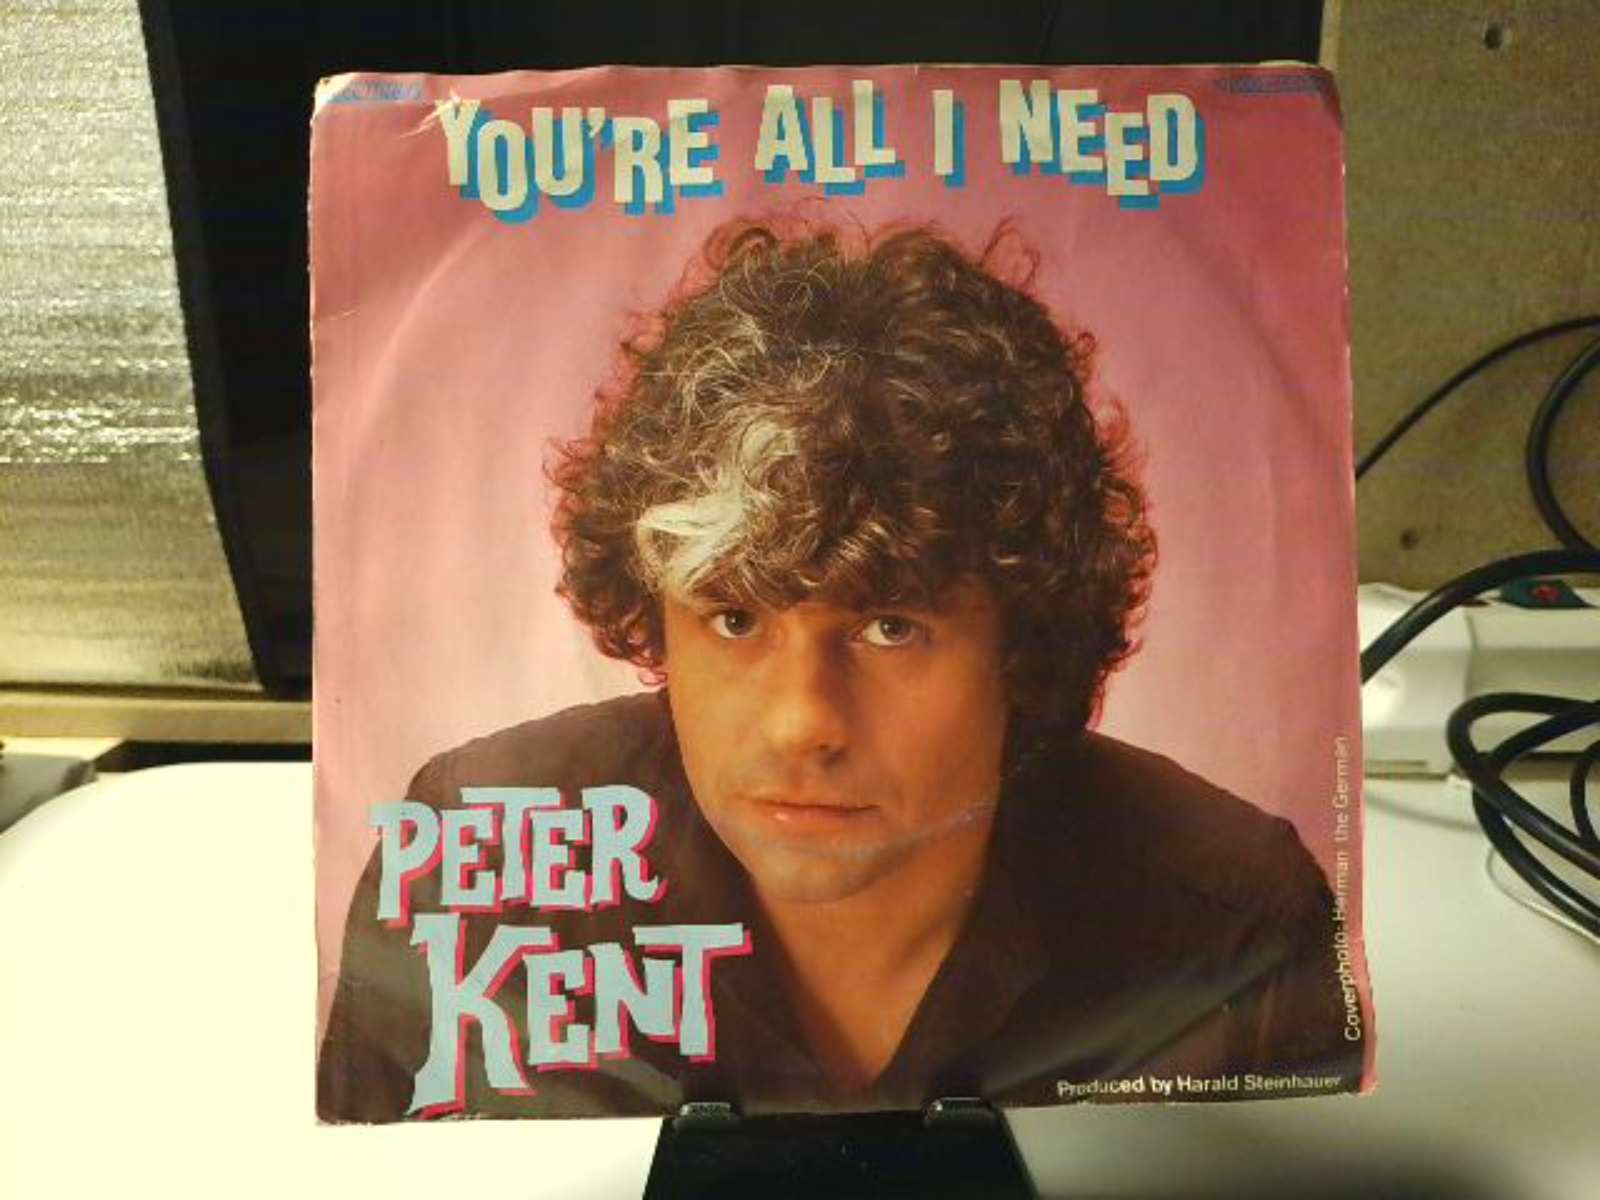 YOU'RE ALL I NEED
PETER
KENT
Coverphoto: Herman the German
Produced by Harald Steinhauer